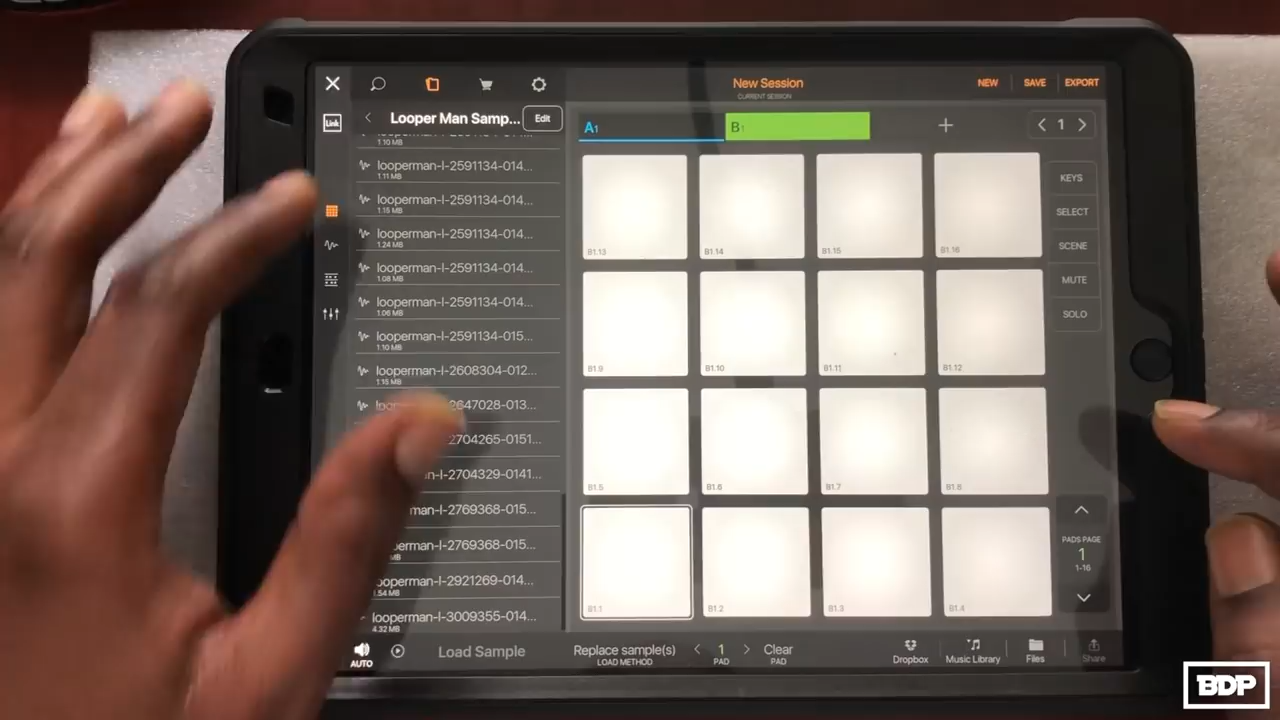 New Session
CURRENT SESSION
NEW
SAVE
EXPORT
Link
Looper Man Samp...
Edit
A1
B1
1
1.10 MB
looperman-l-2591134-014...
1.11 MB
looperman-l-2591134-014...
1.15 MB
looperman-l-2591134-014...
1.24 MB
looperman-l-2591134-014...
1.08 MB
looperman-l-2591134-014...
1.06 MB
looperman-l-2591134-015...
1.10 MB
looperman-l-2608304-012...
1.15 MB
2647028-013...
2704265-0151...
n-l-2704329-0141...
man-l-2769368-015...
erman-l-2769368-015...
MB
ooperman-l-2921269-014...
.54 MB
looperman-l-3009355-014...
4.32 MB
B1.13
B1.14
B1.15
B1.16
B1.9
B1.10
B1.11
B1.12
B1.5
B1.6
B1.7
B1.8
B1.1
B1.2
B1.3
B1.4
KEYS
SELECT
SCENE
MUTE
SOLO
PADS PAGE
1
1-16
AUTO
Load Sample
Replace sample(s)
LOAD METHOD
1
PAD
Clear
PAD
Dropbox
Music Library
Files
Share
BDP